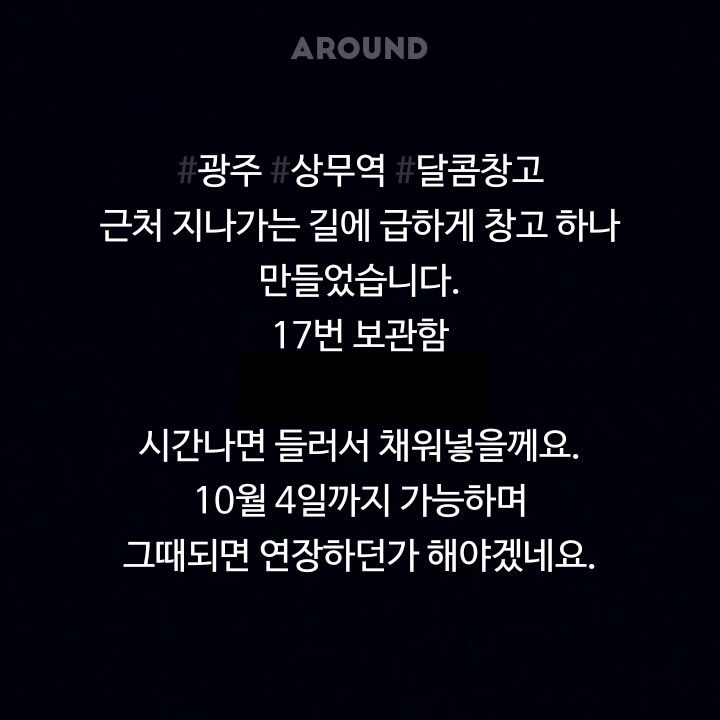 AROUND
#광주 #상무역 #달콤창고
근처 지나가는 길에 급하게 창고 하나
만들었습니다.
17번 보관함
시간나면 들러서 채워넣을께요.
10월 4일까지 가능하며
그때되면 연장하던가 해야겠네요.